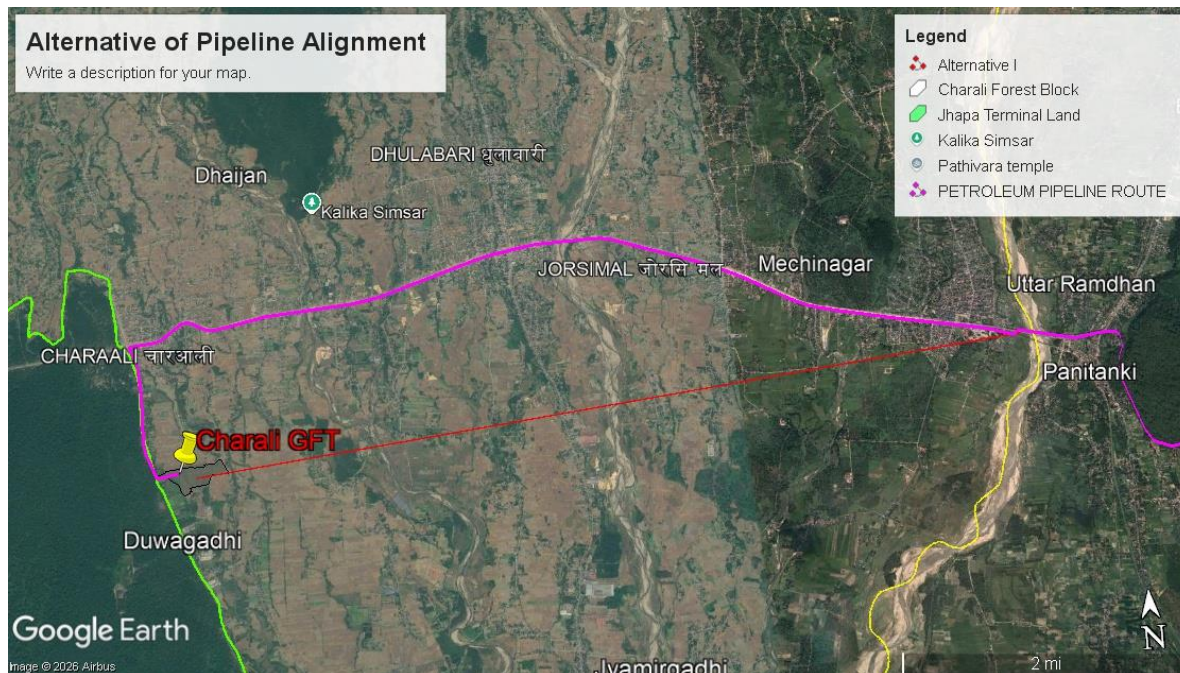 Alternative of Pipeline Alignment
Write a description for your map.
Legend
Alternative I
Charali Forest Block
Jhapa Terminal Land
Kalika Simsar
Pathivara temple
PETROLEUM PIPELINE ROUTE
DHULABARI धुलाबारी
Dhaijan
Kalika Simsar
JORSIMAL जोरसिमल
Mechinagar
Uttar Ramdhan
CHARAALI चारआली
Panitanki
Charali GFT
Duwagadhi
Google Earth
Image © 2026 Airbus
Jyamirgadhi
N
2 mi